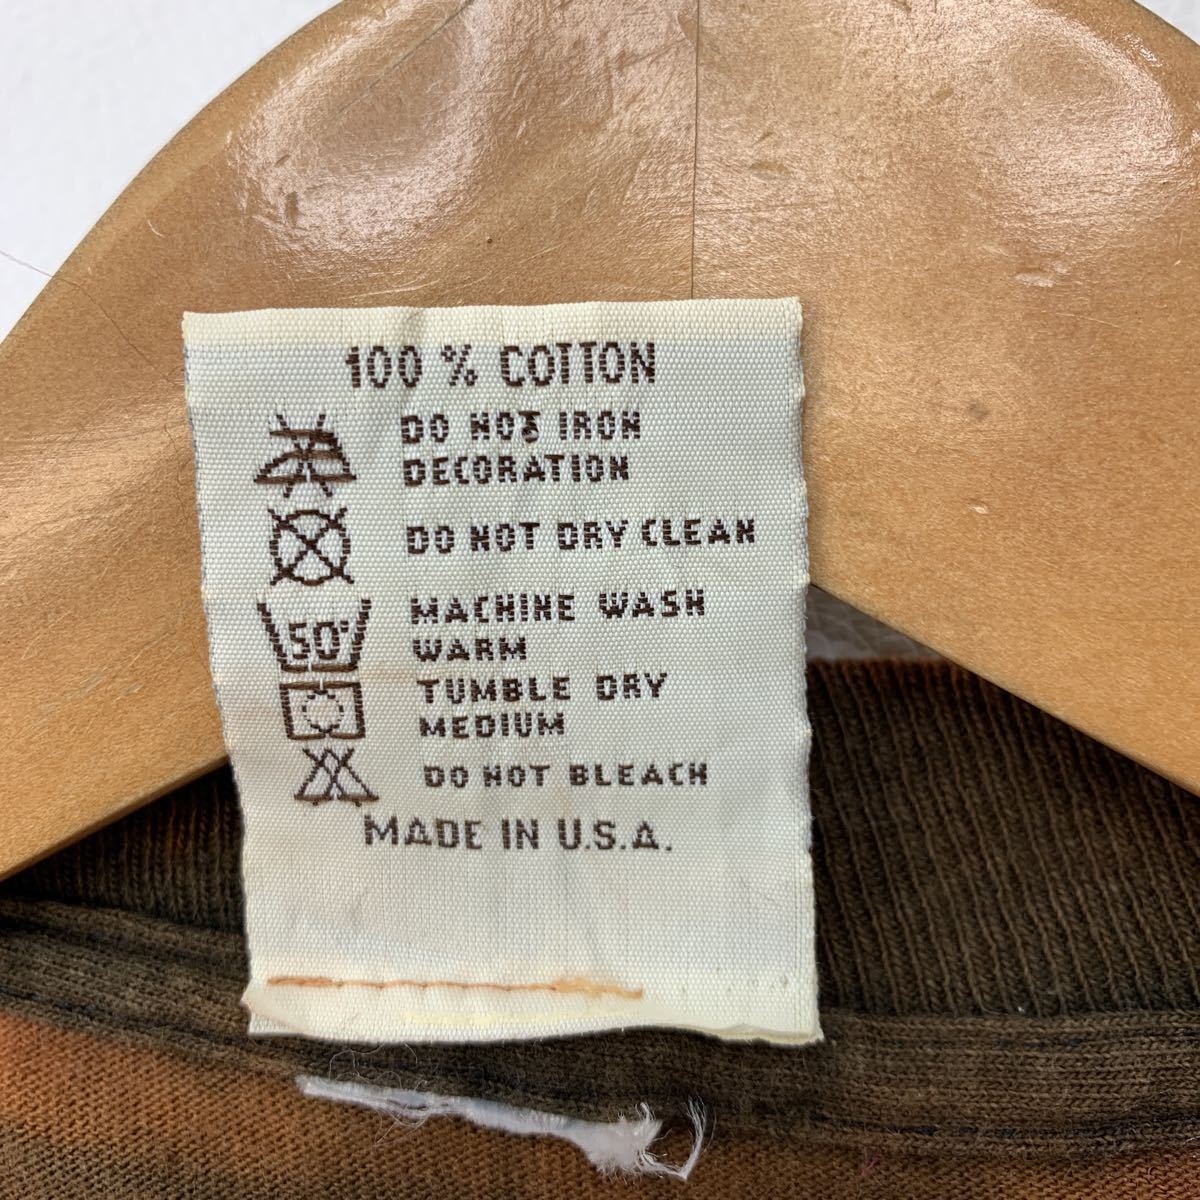 100 % COTTON
DO NOT IRON
DECORATION
DO NOT DRY CLEAN
50°
MACHINE WASH
WARM
TUMBLE DRY
MEDIUM
DO NOT BLEACH
MADE IN U.S.A.